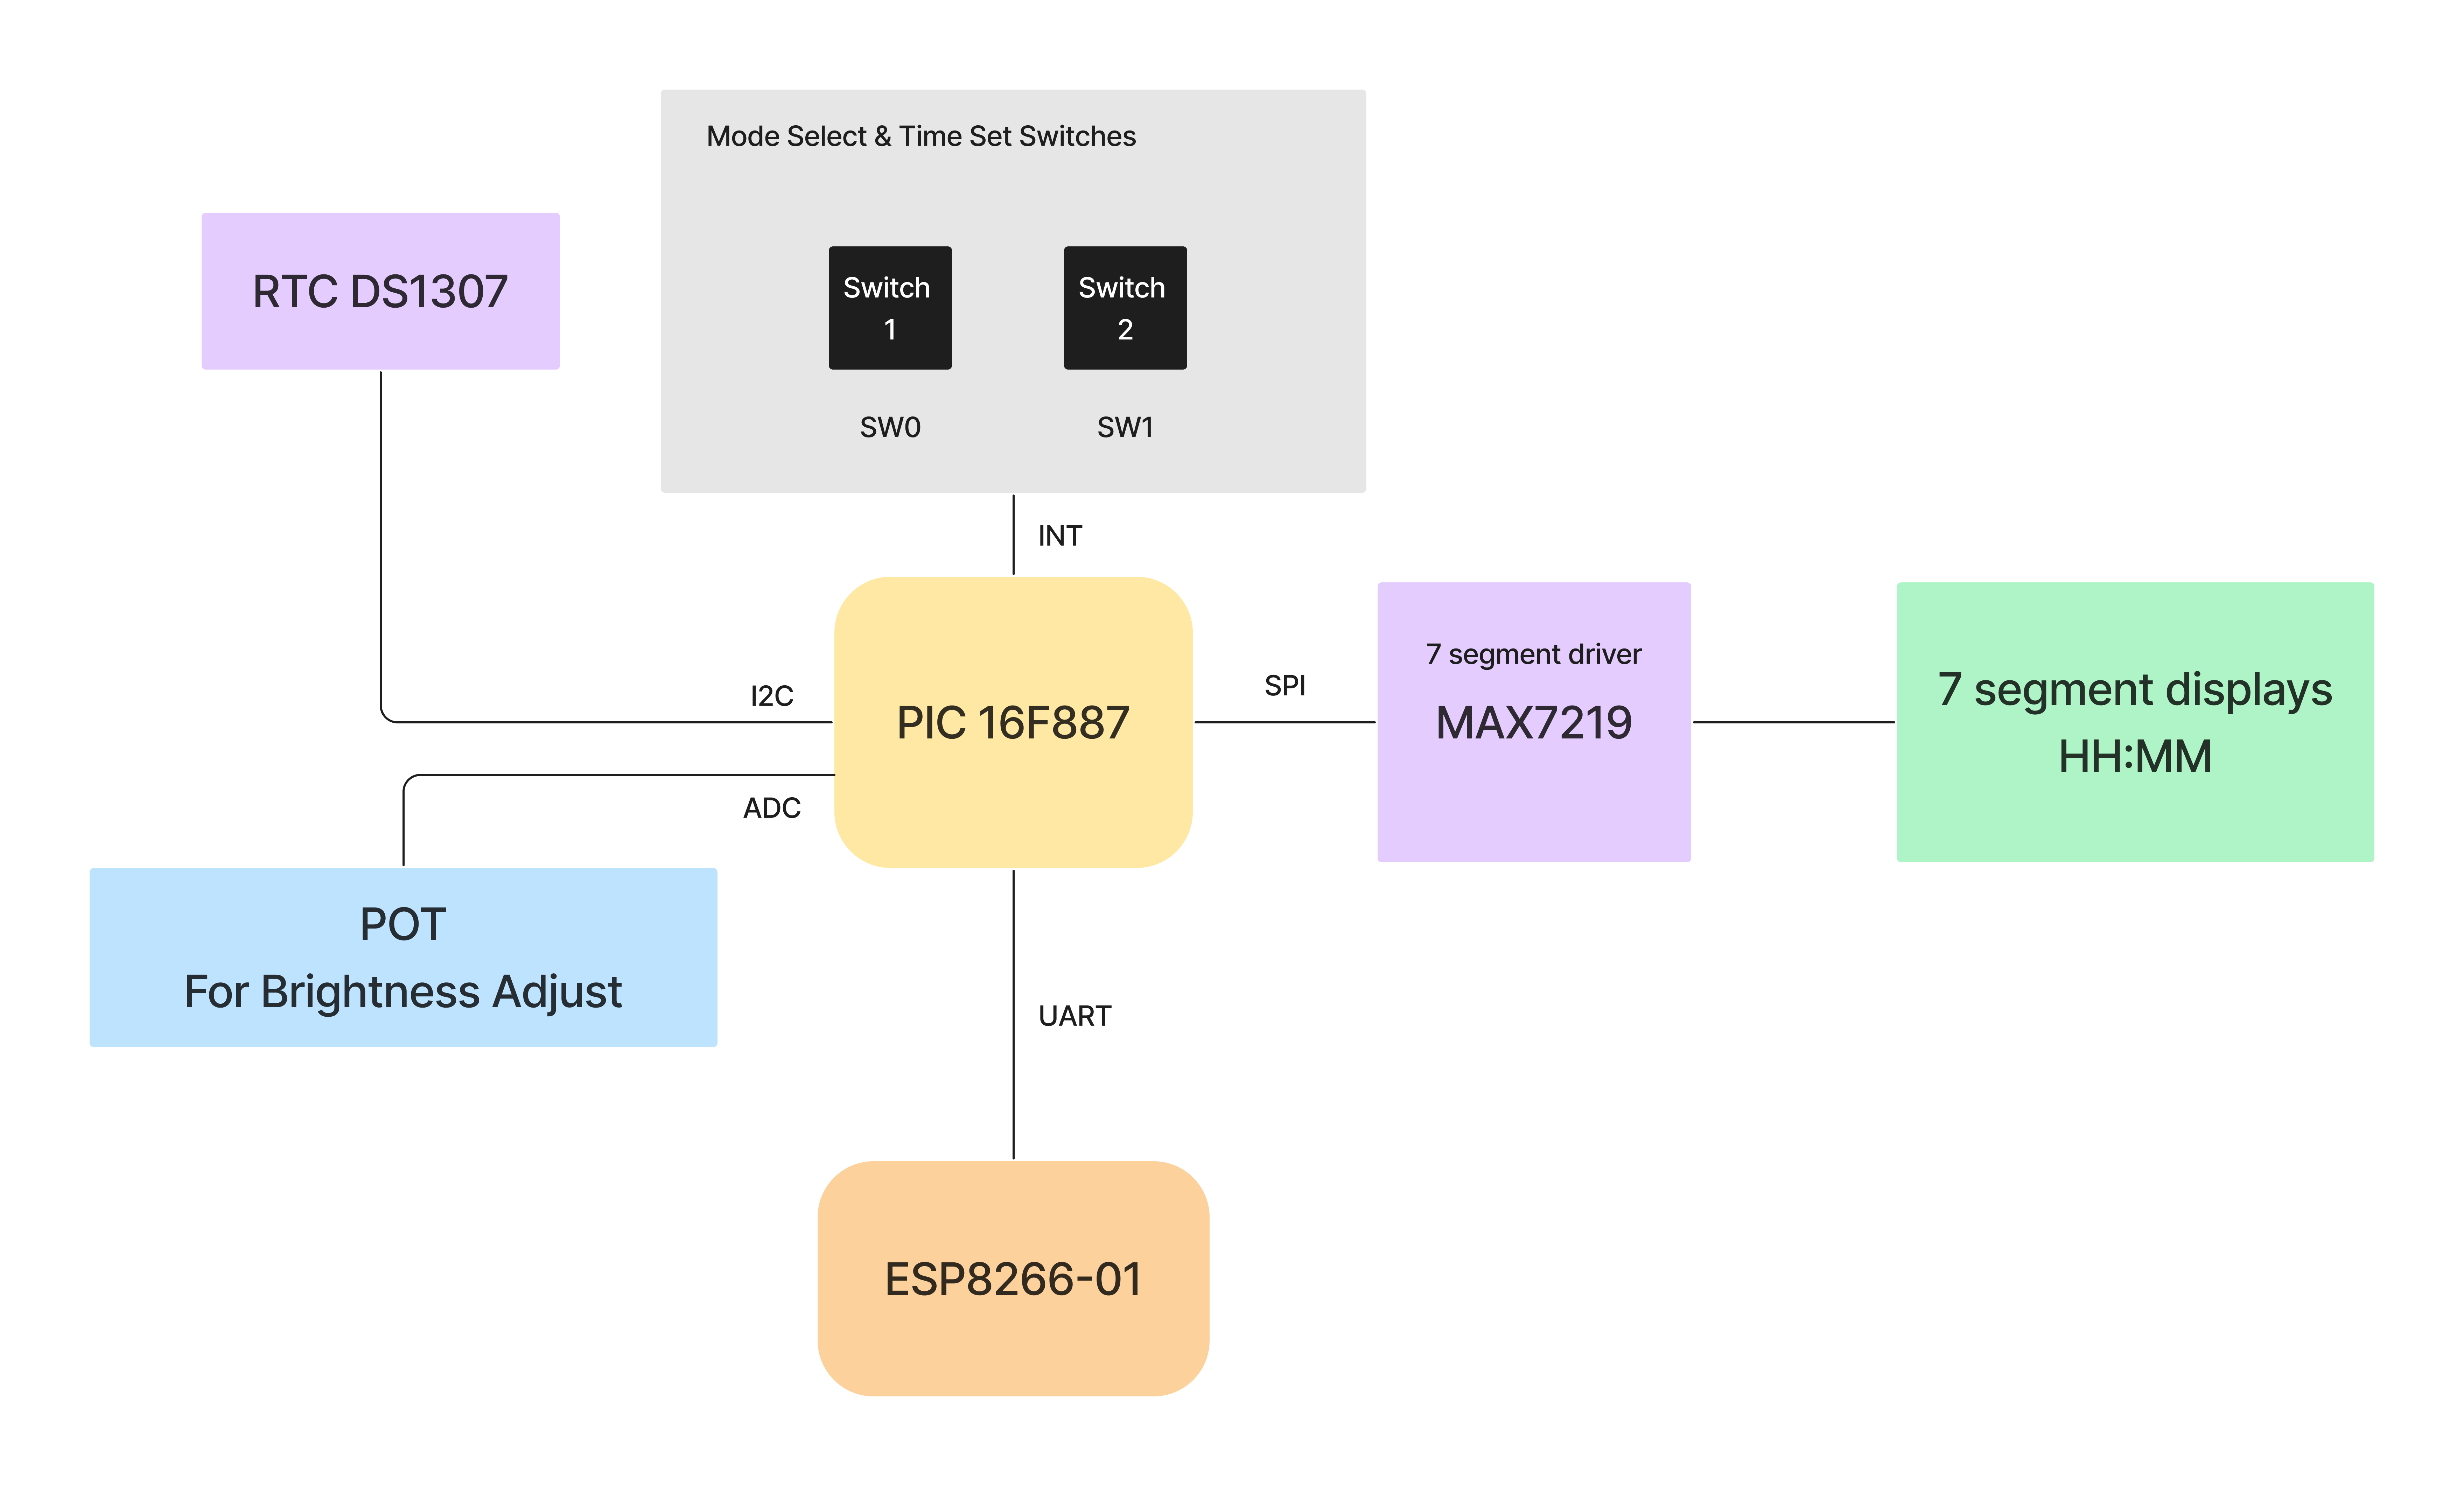 Mode Select & Time Set Switches
RTC DS1307
Switch
1
Switch
2
SW0
SW1
INT
I2C
PIC 16F887
SPI
7 segment driver
MAX7219
7 segment displays
HH:MM
ADC
POT
For Brightness Adjust
UART
ESP8266-01